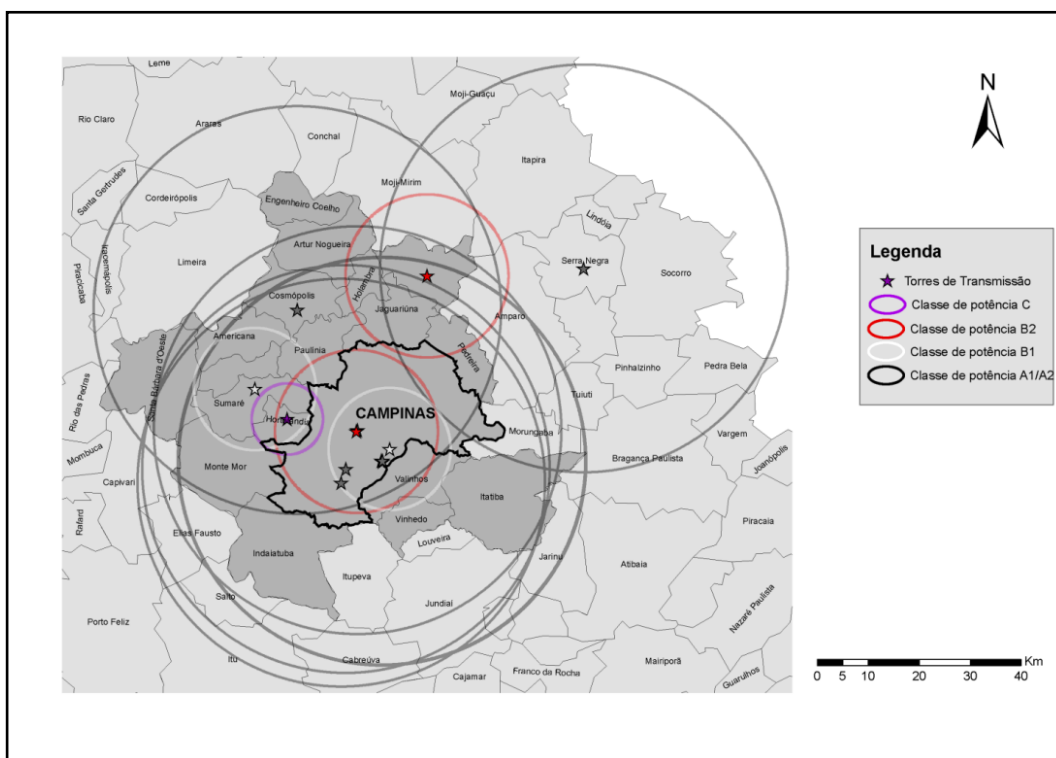 Leme
Moji-Guaçu
N
Rio Claro
Arares
Conchal
Itapira
Moji-Mirim
Santa Gertrudes
Cordeirópolis
Engenheiro Coelho
Lindóia
Iracemápolis
Artur Nogueira
Limeira
Serra Negra
Socorro
Piracicaba
Holambra
Cosmópolis
Jaguariúna
Amparo
Americana
Paulínia
Pedreira
Santa Bárbara d'Oeste
Pinhalzinho
Pedra Bela
Rio das Pedras
Sumaré
Tuiuti
CAMPINAS
Hortolândia
Morungaba
Vargem
Mombuca
Monte Mor
Bragança Paulista
Joanópolis
Capivari
Valinhos
Itatiba
Rafard
Elias Fausto
Vinhedo
Piracaia
Louveira
Indaiatuba
Jarinu
Atibaia
Itupeva
Salto
Jundiaí
Nazaré Paulista
Porto Feliz
Itú
Cabreúva
Mairiporã
Franco da Rocha
Cajamar
Guarulhos
Legenda
Torres de Transmissão
Classe de potência C
Classe de potência B2
Classe de potência B1
Classe de potência A1/A2
Km
0 5 10 20 30 40